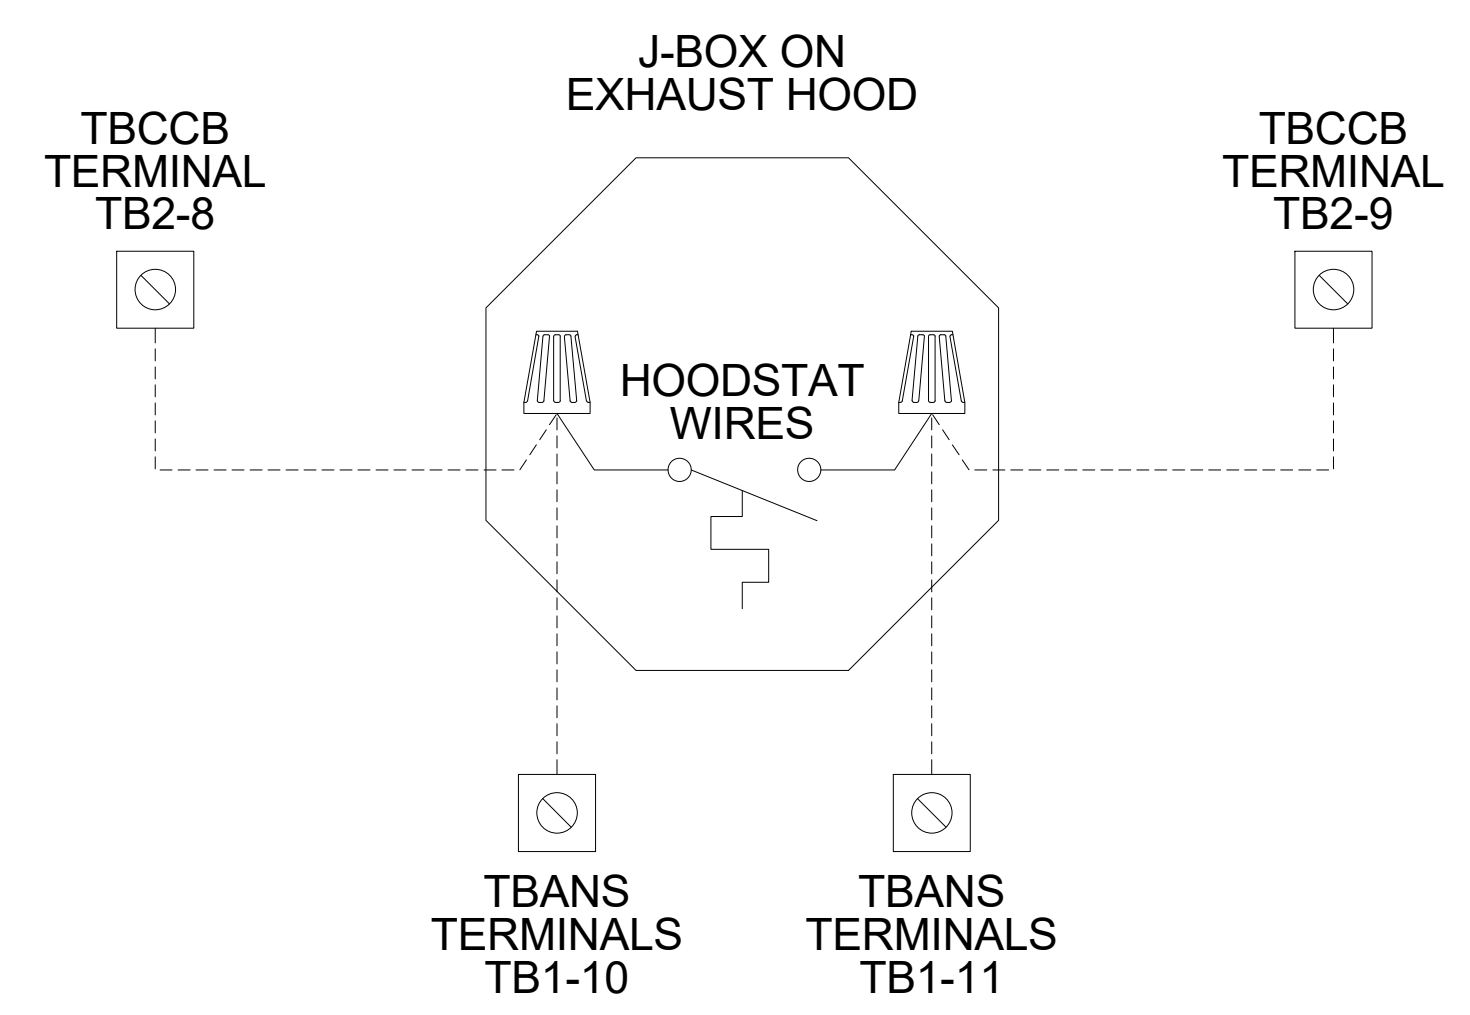 J-BOX ON
EXHAUST HOOD
TBCCB
TERMINAL
TB2-8
TBCCB
TERMINAL
TB2-9
HOODSTAT
WIRES
TBANS
TERMINALS
TB1-10
TBANS
TERMINALS
TB1-11